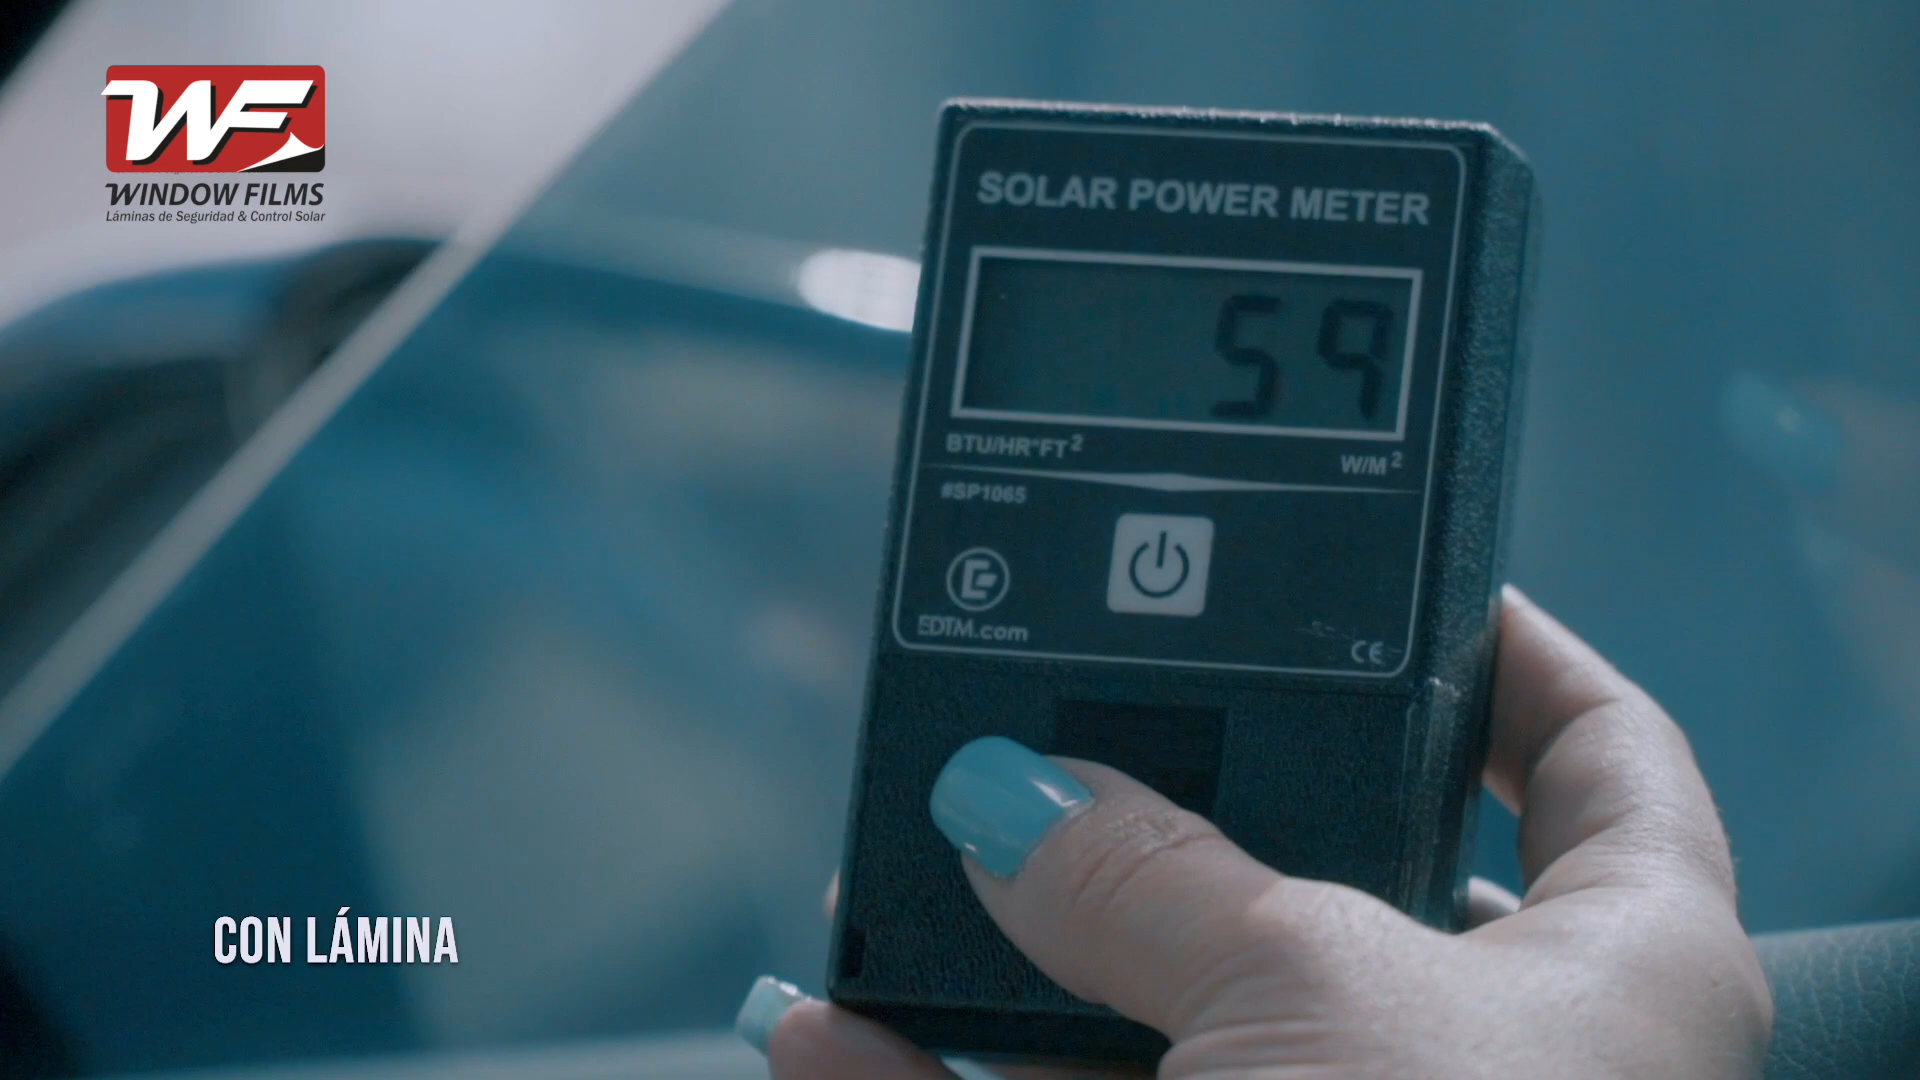 WF
WINDOW FILMS
Láminas de Seguridad & Control Solar
SOLAR POWER METER
59
BTU/HR*FT²
W/M²
#SP1065
EDTM.com
CE
CON LÁMINA